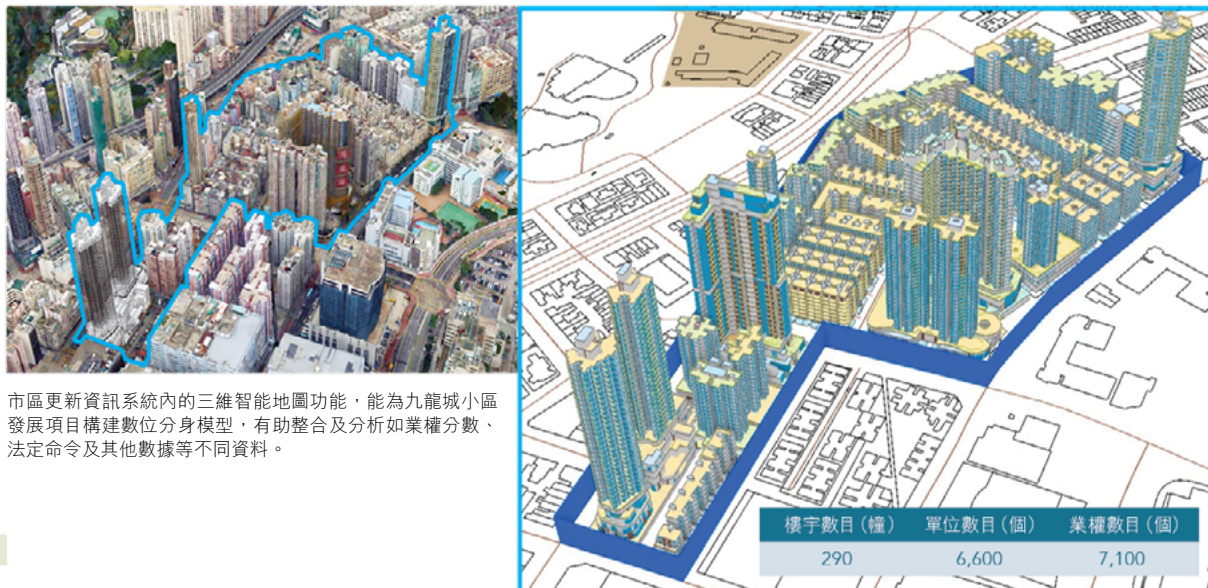 市區更新資訊系統內的三維智能地圖功能，能為九龍城小區
發展項目構建數位分身模型，有助整合及分析如業權分數、
法定命令及其他數據等不同資料。
樓宇數目（幢） 單位數目（個） 業權數目（個）
290 6,600 7,100